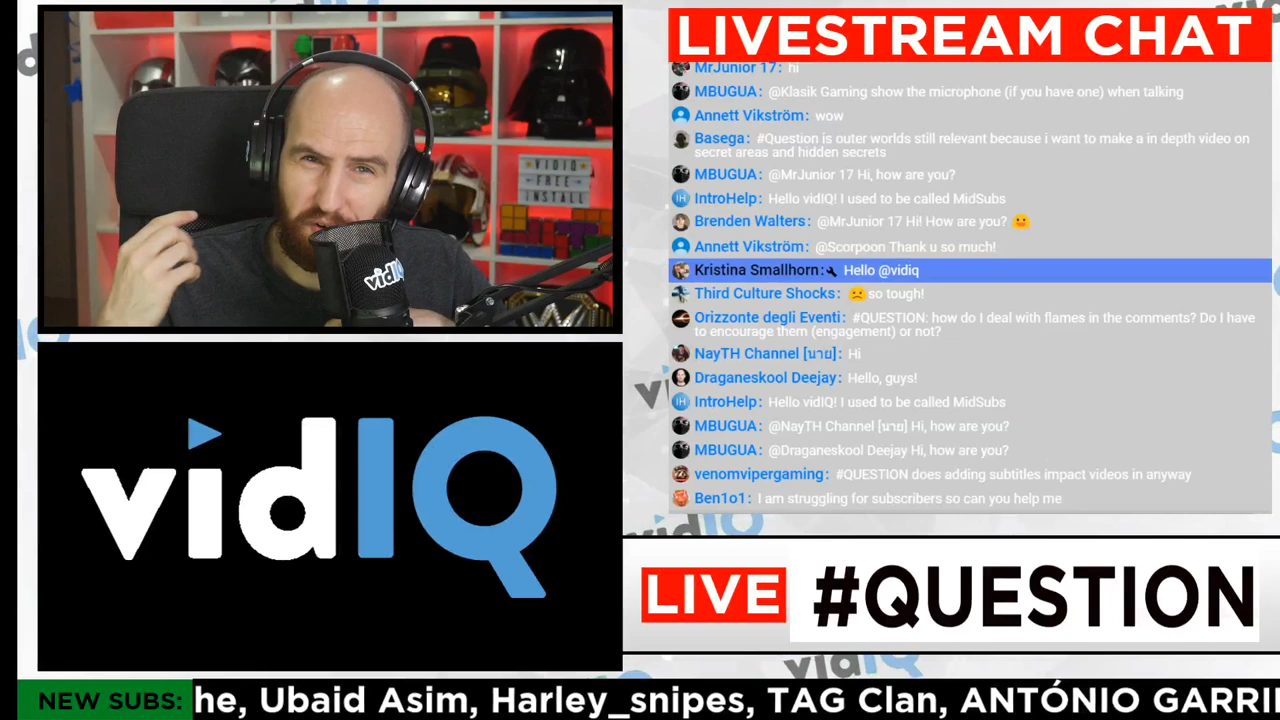 LIVESTREAM CHAT
MrJunior 17: hi
MBUGUA: @Klasik Gaming show the microphone (if you have one) when talking
Annett Vikström: wow
Basega: #Question is outer worlds still relevant because i want to make a in depth video on
secret areas and hidden secrets
MBUGUA: @MrJunior 17 Hi, how are you?
IntroHelp: Hello vidIQ! I used to be called MidSubs
Brenden Walters: @MrJunior 17 Hi! How are you? 🙂
Annett Vikström: @Scorpoon Thank u so much!
Kristina Smallhorn: Hello @vidiq
Third Culture Shocks: ☹️ so tough!
Orizzonte degli Eventi: #QUESTION: how do I deal with flames in the comments? Do I have
to encourage them (engagement) or not?
NayTH Channel [นาย]: Hi
Draganeskool Deejay: Hello, guys!
IntroHelp: Hello vidIQ! I used to be called MidSubs
MBUGUA: @NayTH Channel [นาย] Hi, how are you?
MBUGUA: @Draganeskool Deejay Hi, how are you?
venomvipergaming: #QUESTION does adding subtitles impact videos in anyway
Ben1o1: I am struggling for subscribers so can you help me
VIDIQ
FREE
INSTALL
vidIQ
vidIQ
LIVE #QUESTION
NEW SUBS: he, Ubaid Asim, Harley_snipes, TAG Clan, ANTÓNIO GARRI